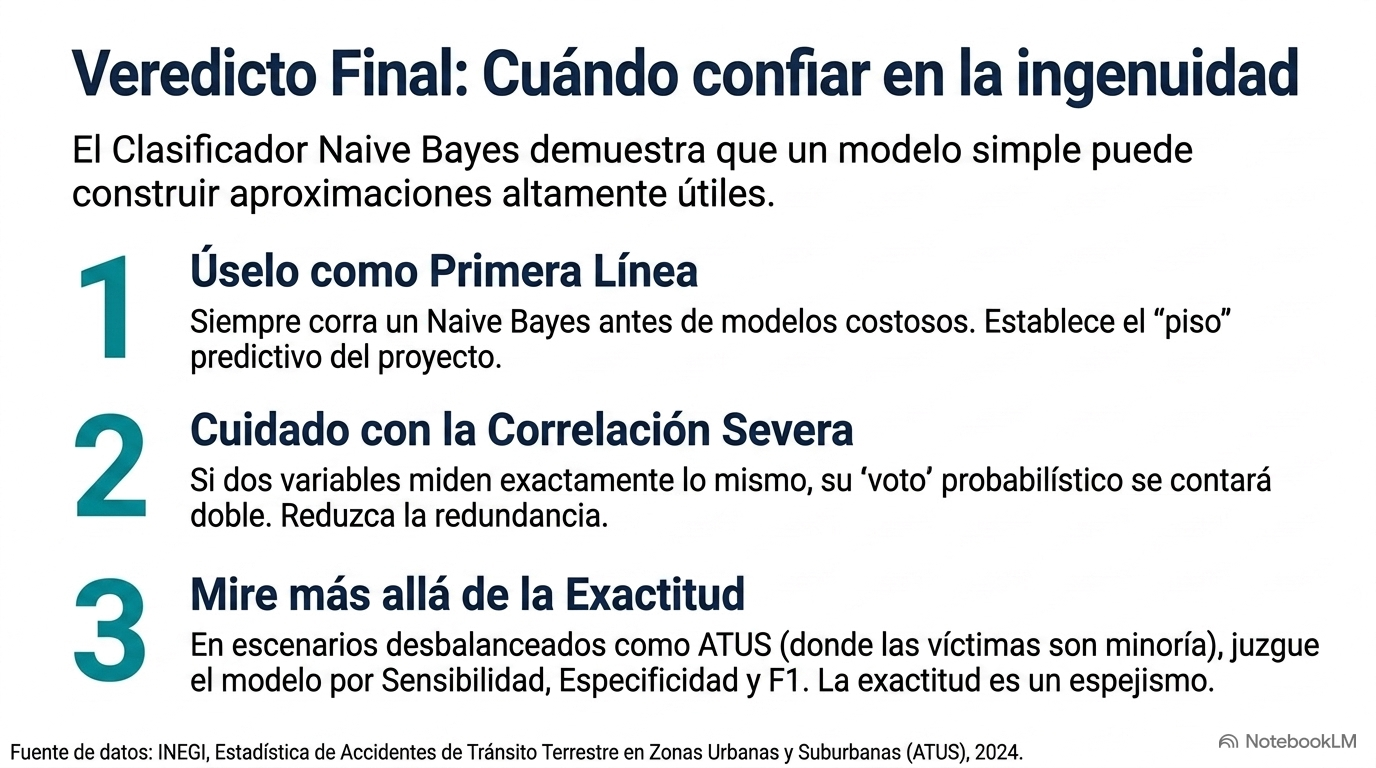 Veredicto Final: Cuándo confiar en la ingenuidad
El Clasificador Naive Bayes demuestra que un modelo simple puede
construir aproximaciones altamente útiles.
1
Úselo como Primera Línea
Siempre corra un Naive Bayes antes de modelos costosos. Establece el “piso”
predictivo del proyecto.
2
Cuidado con la Correlación Severa
Si dos variables miden exactamente lo mismo, su ‘voto’ probabilístico se contará
doble. Reduzca la redundancia.
3
Mire más allá de la Exactitud
En escenarios desbalanceados como ATUS (donde las víctimas son minoría), juzgue
el modelo por Sensibilidad, Especificidad y F1. La exactitud es un espejismo.
Fuente de datos: INEGI, Estadística de Accidentes de Tránsito Terrestre en Zonas Urbanas y Suburbanas (ATUS), 2024.
NotebookLM